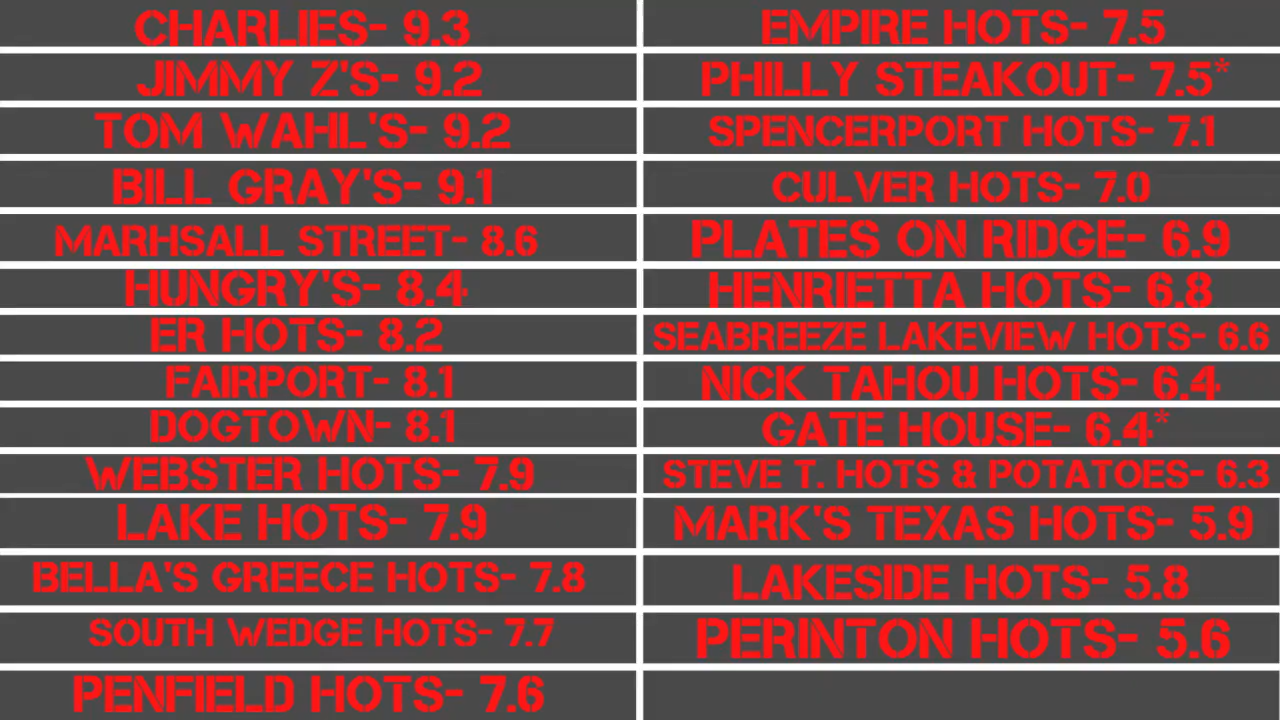 CHARLIES- 9.3
JIMMY Z'S- 9.2
TOM WAHL'S- 9.2
BILL GRAY'S- 9.1
MARHSALL STREET- 8.6
HUNGRY'S- 8.4
ER HOTS- 8.2
FAIRPORT- 8.1
DOGTOWN- 8.1
WEBSTER HOTS- 7.9
LAKE HOTS- 7.9
BELLA'S GREECE HOTS- 7.8
SOUTH WEDGE HOTS- 7.7
PENFIELD HOTS- 7.6
EMPIRE HOTS- 7.5
PHILLY STEAKOUT- 7.5*
SPENCERPORT HOTS- 7.1
CULVER HOTS- 7.0
PLATES ON RIDGE- 6.9
HENRIETTA HOTS- 6.8
SEABREEZE LAKEVIEW HOTS- 6.6
NICK TAHOU HOTS- 6.4
GATE HOUSE- 6.4*
STEVE T. HOTS & POTATOES- 6.3
MARK'S TEXAS HOTS- 5.9
LAKESIDE HOTS- 5.8
PERINTON HOTS- 5.6